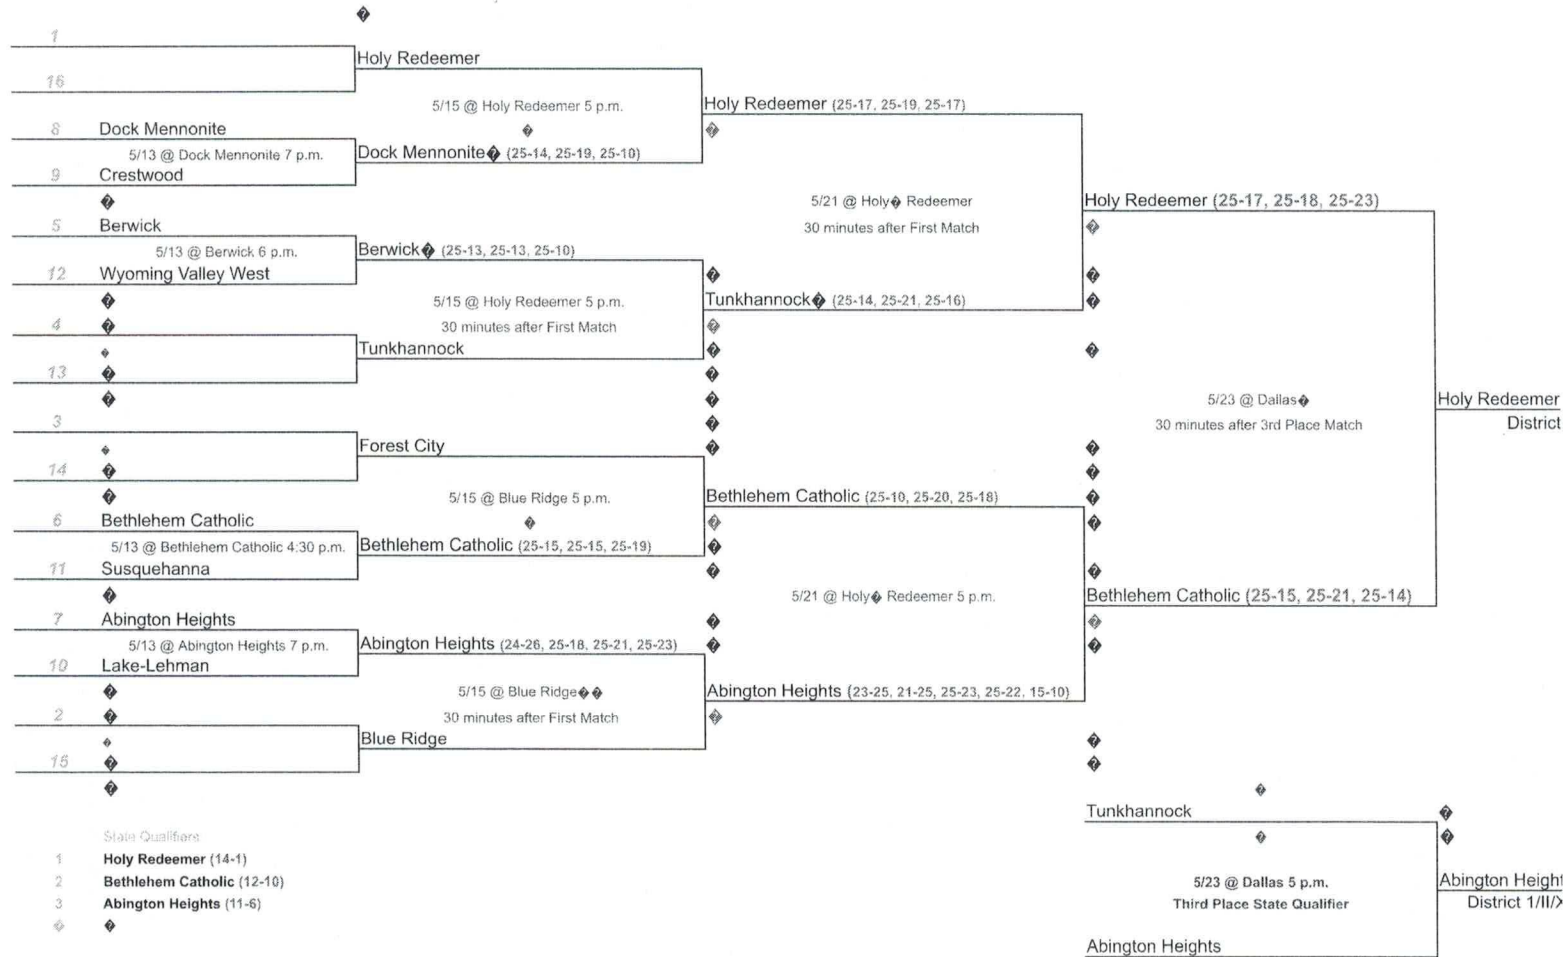 1
Holy Redeemer
16
5/15 @ Holy Redeemer 5 p.m.
Holy Redeemer (25-17, 25-19, 25-17)
8 Dock Mennonite
5/13 @ Dock Mennonite 7 p.m.
Dock Mennonite� (25-14, 25-19, 25-10)
9 Crestwood
5/21 @ Holy� Redeemer
30 minutes after First Match
Holy Redeemer (25-17, 25-18, 25-23)
5 Berwick
5/13 @ Berwick 6 p.m.
Berwick� (25-13, 25-13, 25-10)
12 Wyoming Valley West
5/15 @ Holy Redeemer 5 p.m.
30 minutes after First Match
Tunkhannock� (25-14, 25-21, 25-16)
4 �
Tunkhannock
13 �
5/23 @ Dallas�
30 minutes after 3rd Place Match
Holy Redeemer
District
3
Forest City
14 �
5/15 @ Blue Ridge 5 p.m.
Bethlehem Catholic (25-10, 25-20, 25-18)
6 Bethlehem Catholic
5/13 @ Bethlehem Catholic 4:30 p.m.
Bethlehem Catholic (25-15, 25-15, 25-19)
11 Susquehanna
5/21 @ Holy� Redeemer 5 p.m.
Bethlehem Catholic (25-15, 25-21, 25-14)
7 Abington Heights
5/13 @ Abington Heights 7 p.m.
Abington Heights (24-26, 25-18, 25-21, 25-23)
10 Lake-Lehman
5/15 @ Blue Ridge��
30 minutes after First Match
Abington Heights (23-25, 21-25, 25-23, 25-22, 15-10)
2 �
Blue Ridge
15 �
State Qualifiers
1 Holy Redeemer (14-1)
2 Bethlehem Catholic (12-10)
3 Abington Heights (11-6)
Tunkhannock
5/23 @ Dallas 5 p.m.
Third Place State Qualifier
Abington Height
District 1/II/X
Abington Heights